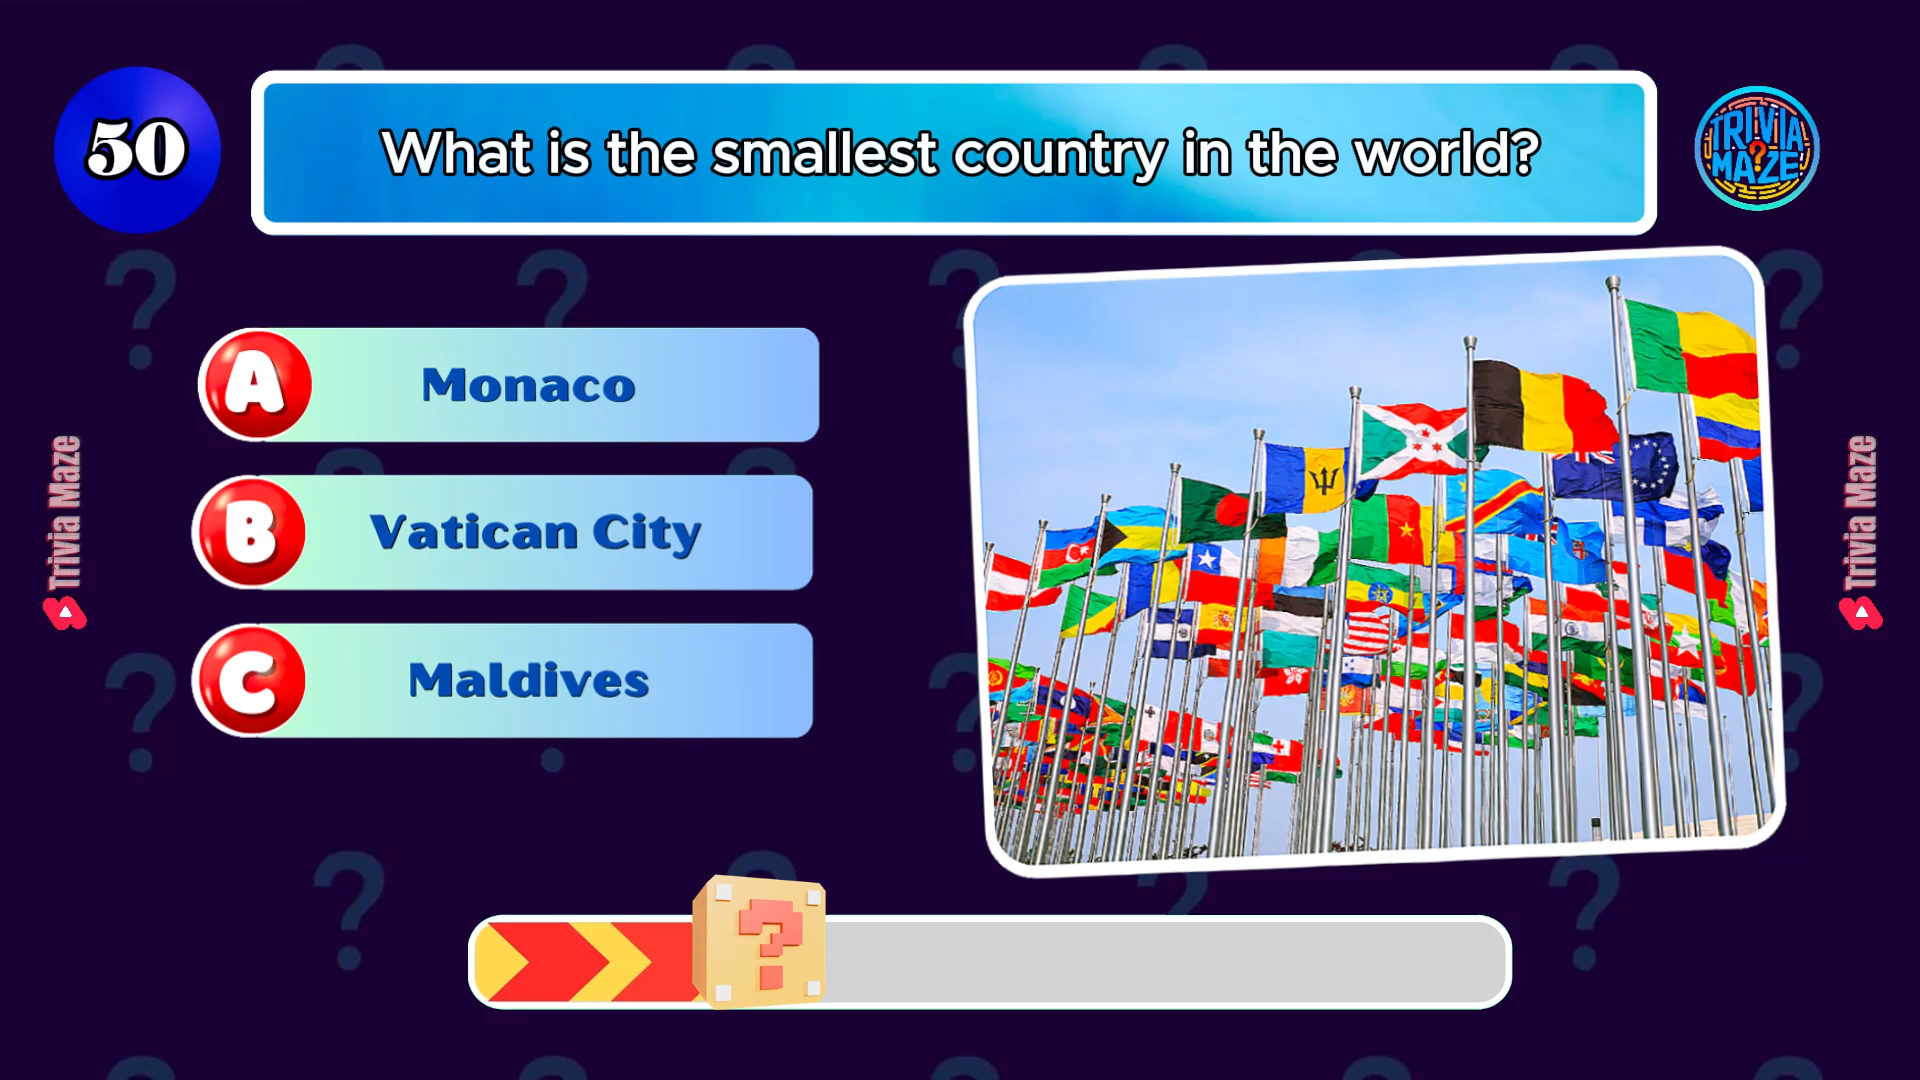 50
What is the smallest country in the world?
TRIVIA
MAZE
?
A
Monaco
B
Vatican City
C
Maldives
Trivia Maze
Trivia Maze
?